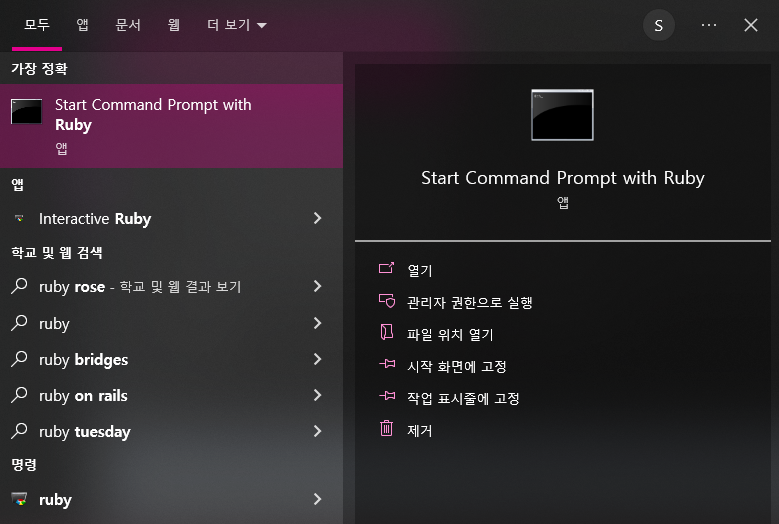 모두 앱 문서 웹 더 보기 S
가장 정확
Start Command Prompt with
Ruby
앱
앱
Interactive Ruby
학교 및 웹 검색
ruby rose - 학교 및 웹 결과 보기
ruby
ruby bridges
ruby on rails
ruby tuesday
명령
ruby
Start Command Prompt with Ruby
앱
열기
관리자 권한으로 실행
파일 위치 열기
시작 화면에 고정
작업 표시줄에 고정
제거